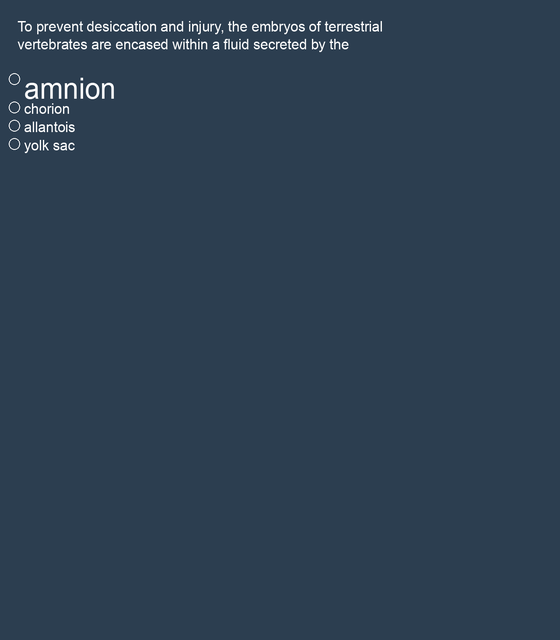 To prevent desiccation and injury, the embryos of terrestrial
vertebrates are encased within a fluid secreted by the
amnion
chorion
allantois
yolk sac